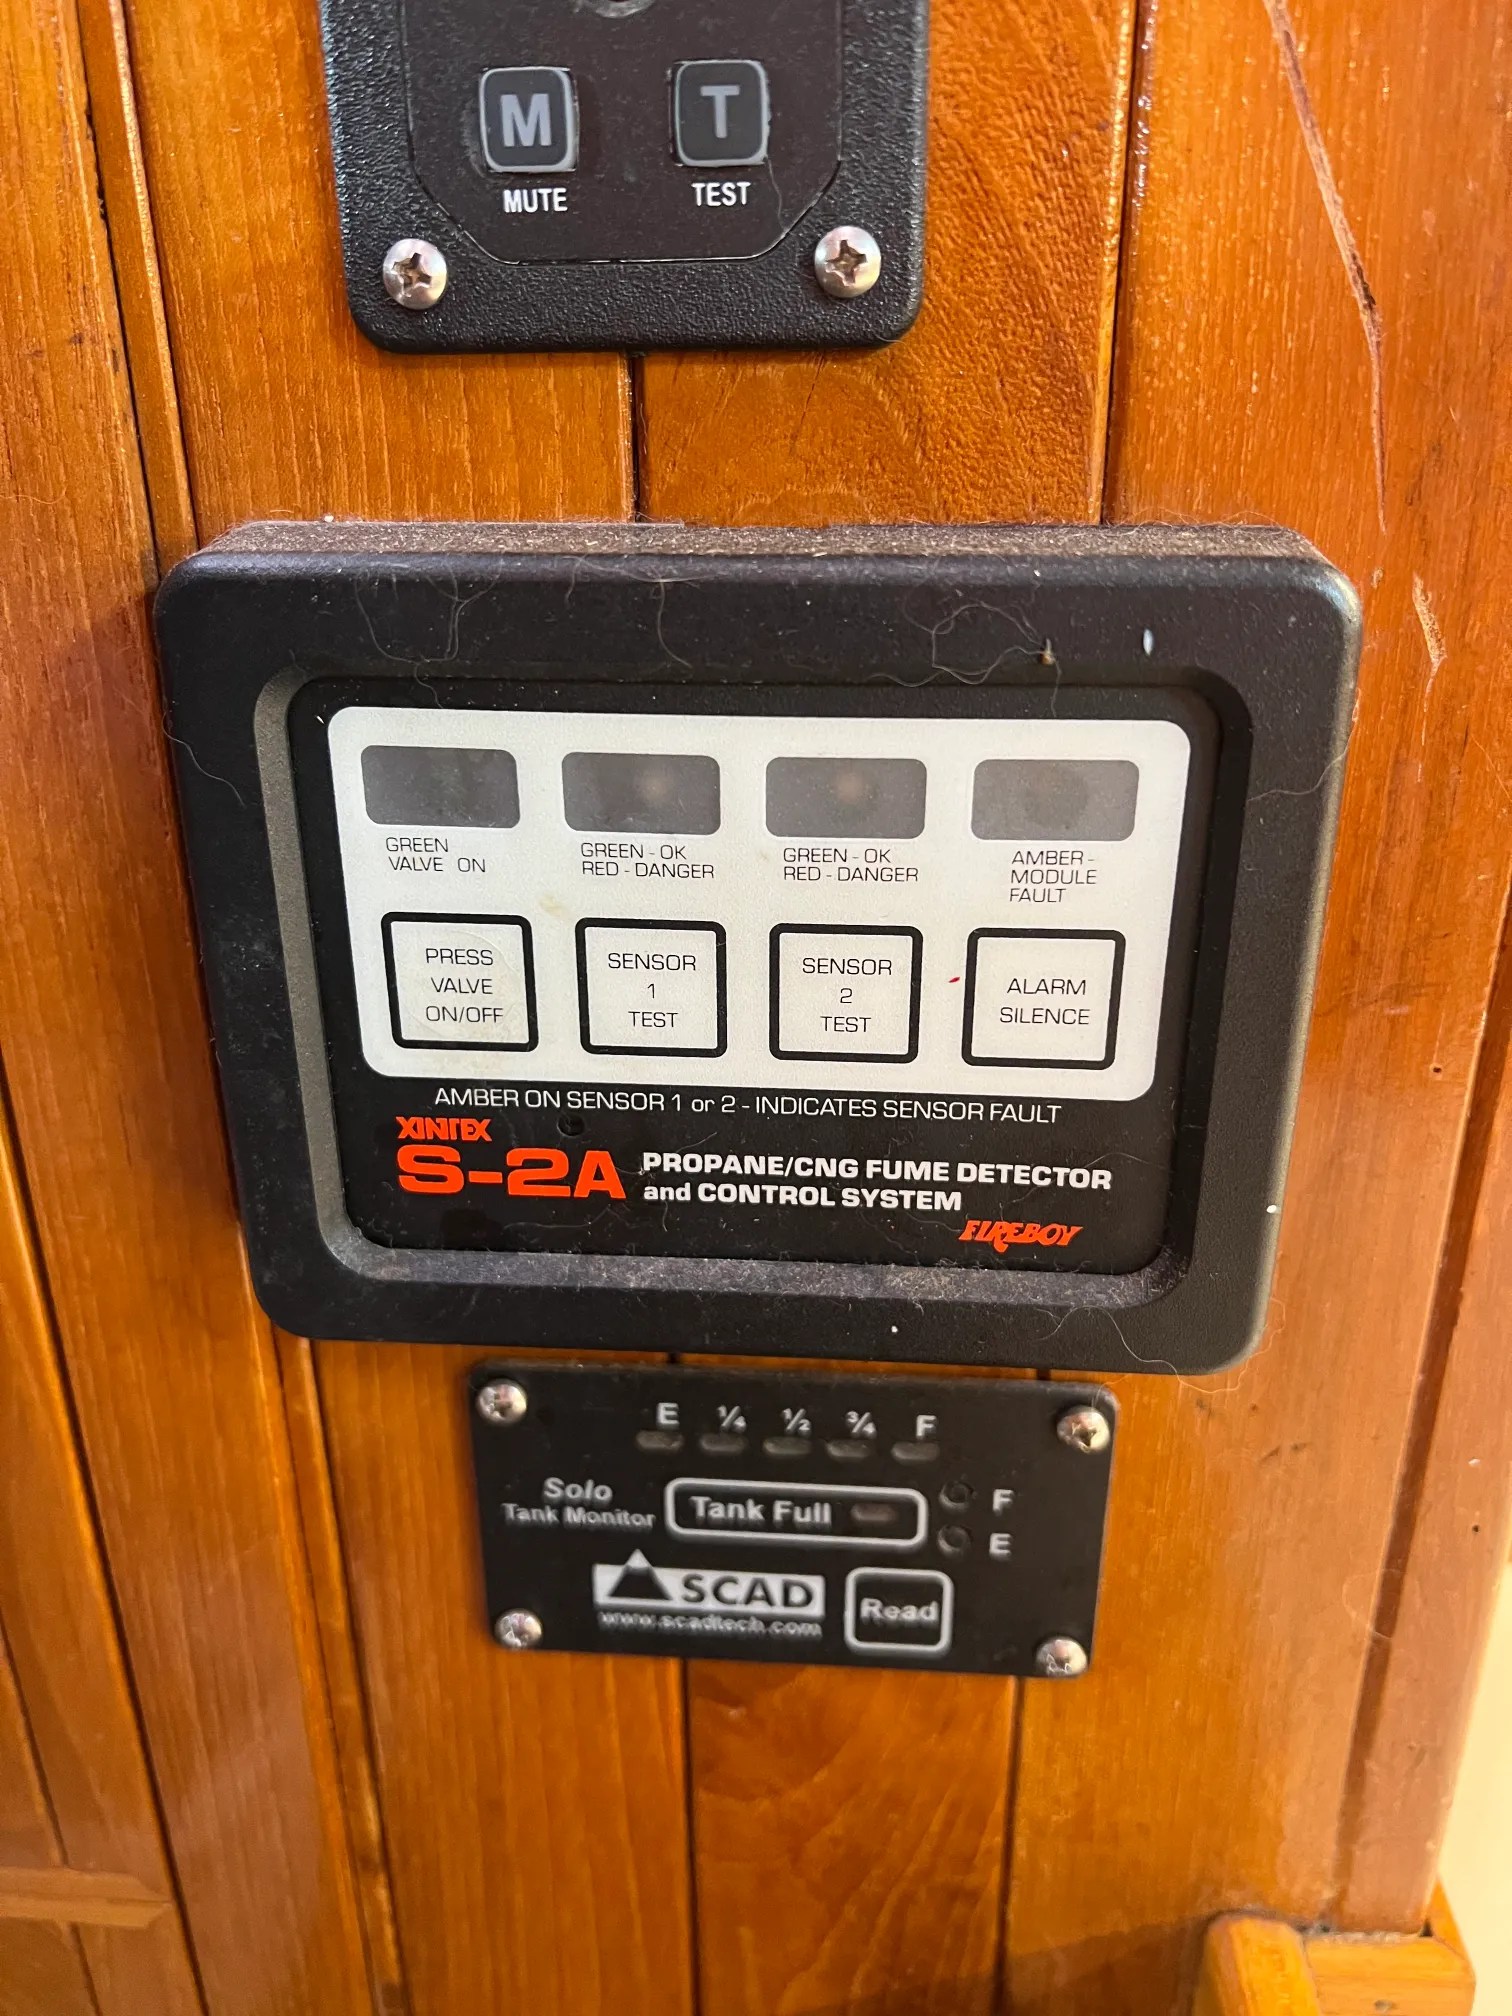 M T
MUTE TEST
GREEN
VALVE ON
GREEN - OK
RED - DANGER
GREEN - OK
RED - DANGER
AMBER -
MODULE
FAULT
PRESS
VALVE
ON/OFF
SENSOR
1
TEST
SENSOR
2
TEST
ALARM
SILENCE
AMBER ON SENSOR 1 or 2 - INDICATES SENSOR FAULT
XINTEX
S-2A
PROPANE/CNG FUME DETECTOR
and CONTROL SYSTEM
FIREBOY
E 1/4 1/2 3/4 F
Solo
Tank Monitor
Tank Full
F
E
SCAD
www.scadtech.com
Read